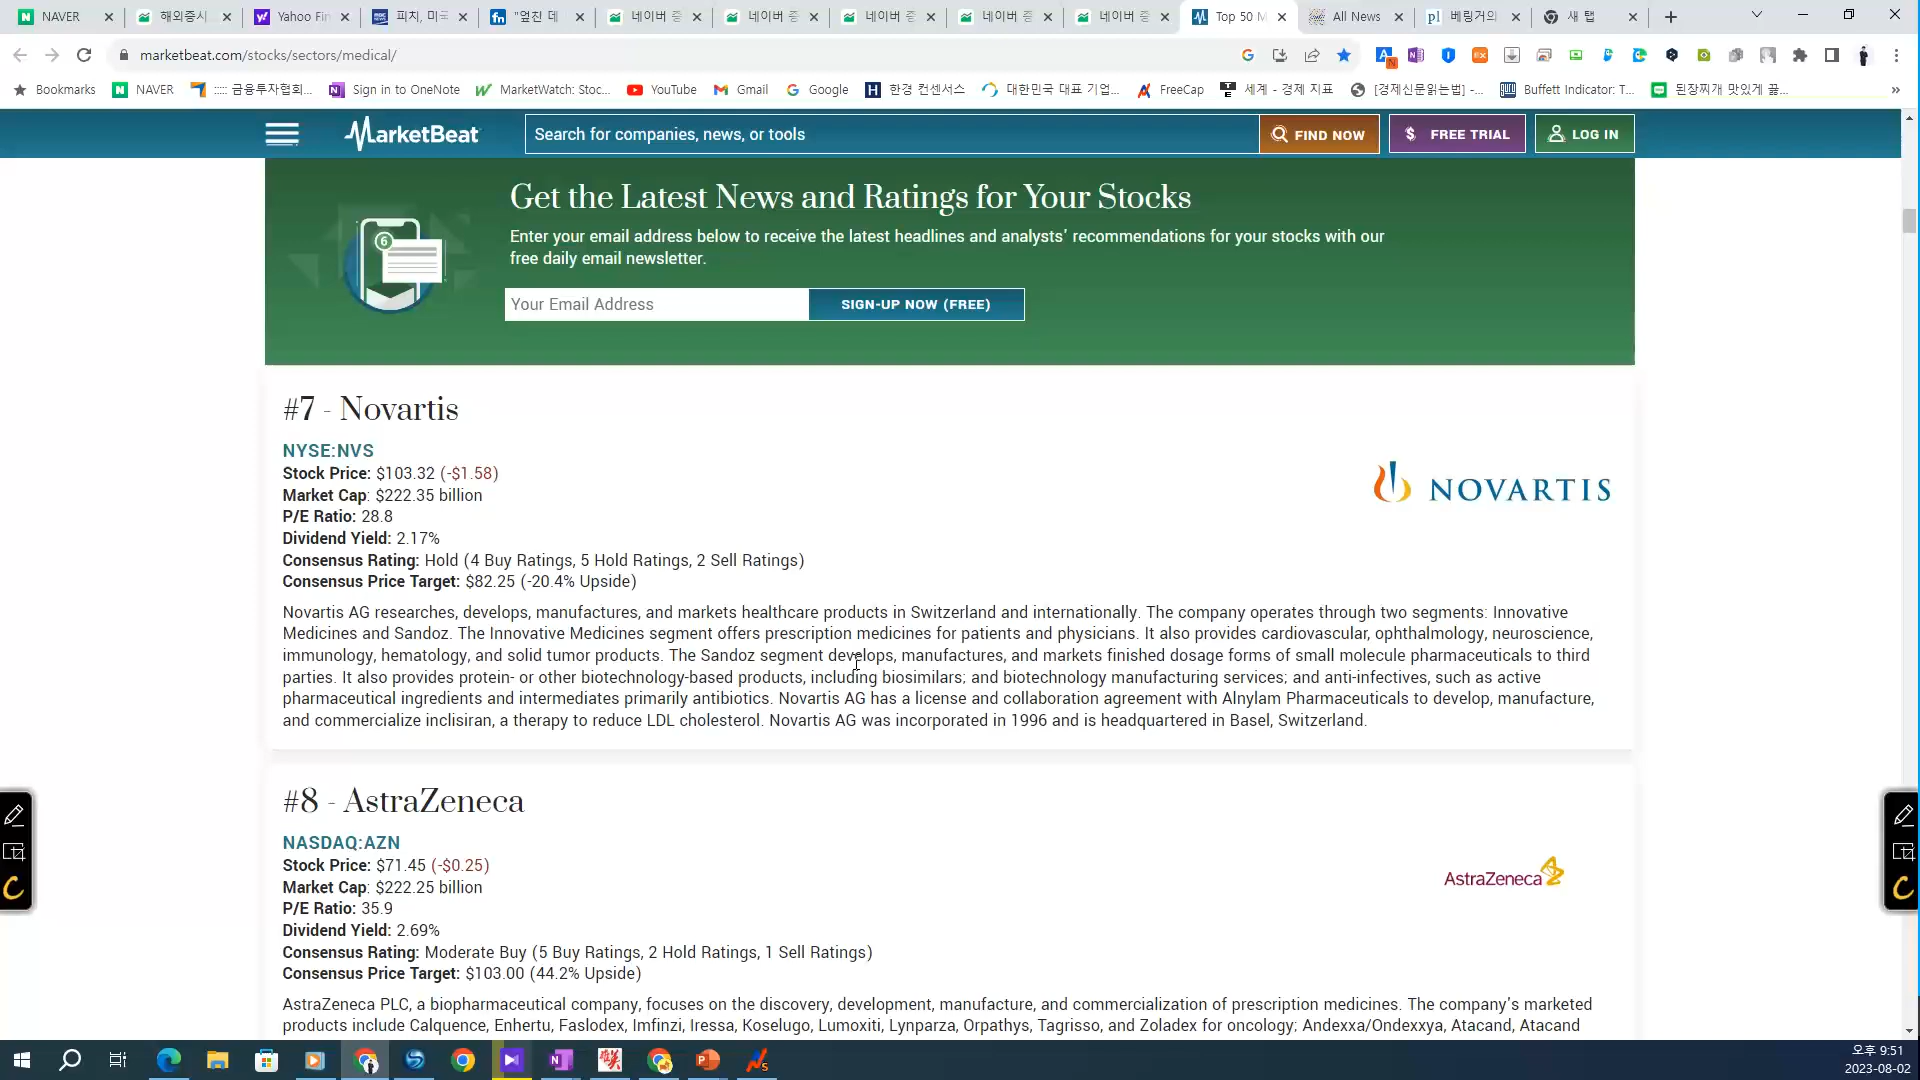 NAVER
해외증시
Yahoo Fin
피치, 미국
"엎친 데
네이버 증
네이버 증
네이버 증
네이버 증
네이버 증
Top 50 M
All News
베링거의
새 탭
marketbeat.com/stocks/sectors/medical/
Bookmarks
NAVER
::::: 금융투자협회...
Sign in to OneNote
MarketWatch: Stoc...
YouTube
Gmail
Google
한경 컨센서스
대한민국 대표 기업...
FreeCap
세계 - 경제 지표
[경제신문읽는법] -...
Buffett Indicator: T...
된장찌개 맛있게 끓...
MarketBeat
Search for companies, news, or tools
FIND NOW
FREE TRIAL
LOG IN
Get the Latest News and Ratings for Your Stocks
Enter your email address below to receive the latest headlines and analysts' recommendations for your stocks with our
free daily email newsletter.
6
Your Email Address
SIGN-UP NOW (FREE)
#7 - Novartis
NYSE:NVS
Stock Price: $103.32 (-$1.58)
Market Cap: $222.35 billion
P/E Ratio: 28.8
Dividend Yield: 2.17%
Consensus Rating: Hold (4 Buy Ratings, 5 Hold Ratings, 2 Sell Ratings)
Consensus Price Target: $82.25 (-20.4% Upside)
NOVARTIS
Novartis AG researches, develops, manufactures, and markets healthcare products in Switzerland and internationally. The company operates through two segments: Innovative
Medicines and Sandoz. The Innovative Medicines segment offers prescription medicines for patients and physicians. It also provides cardiovascular, ophthalmology, neuroscience,
immunology, hematology, and solid tumor products. The Sandoz segment develops, manufactures, and markets finished dosage forms of small molecule pharmaceuticals to third
parties. It also provides protein- or other biotechnology-based products, including biosimilars; and biotechnology manufacturing services; and anti-infectives, such as active
pharmaceutical ingredients and intermediates primarily antibiotics. Novartis AG has a license and collaboration agreement with Alnylam Pharmaceuticals to develop, manufacture,
and commercialize inclisiran, a therapy to reduce LDL cholesterol. Novartis AG was incorporated in 1996 and is headquartered in Basel, Switzerland.
#8 - AstraZeneca
NASDAQ:AZN
Stock Price: $71.45 (-$0.25)
Market Cap: $222.25 billion
P/E Ratio: 35.9
Dividend Yield: 2.69%
Consensus Rating: Moderate Buy (5 Buy Ratings, 2 Hold Ratings, 1 Sell Ratings)
Consensus Price Target: $103.00 (44.2% Upside)
AstraZeneca
AstraZeneca PLC, a biopharmaceutical company, focuses on the discovery, development, manufacture, and commercialization of prescription medicines. The company's marketed
products include Calquence, Enhertu, Faslodex, Imfinzi, Iressa, Koselugo, Lumoxiti, Lynparza, Orpathys, Tagrisso, and Zoladex for oncology; Andexxa/Ondexxya, Atacand, Atacand
오후 9:51
2023-08-02